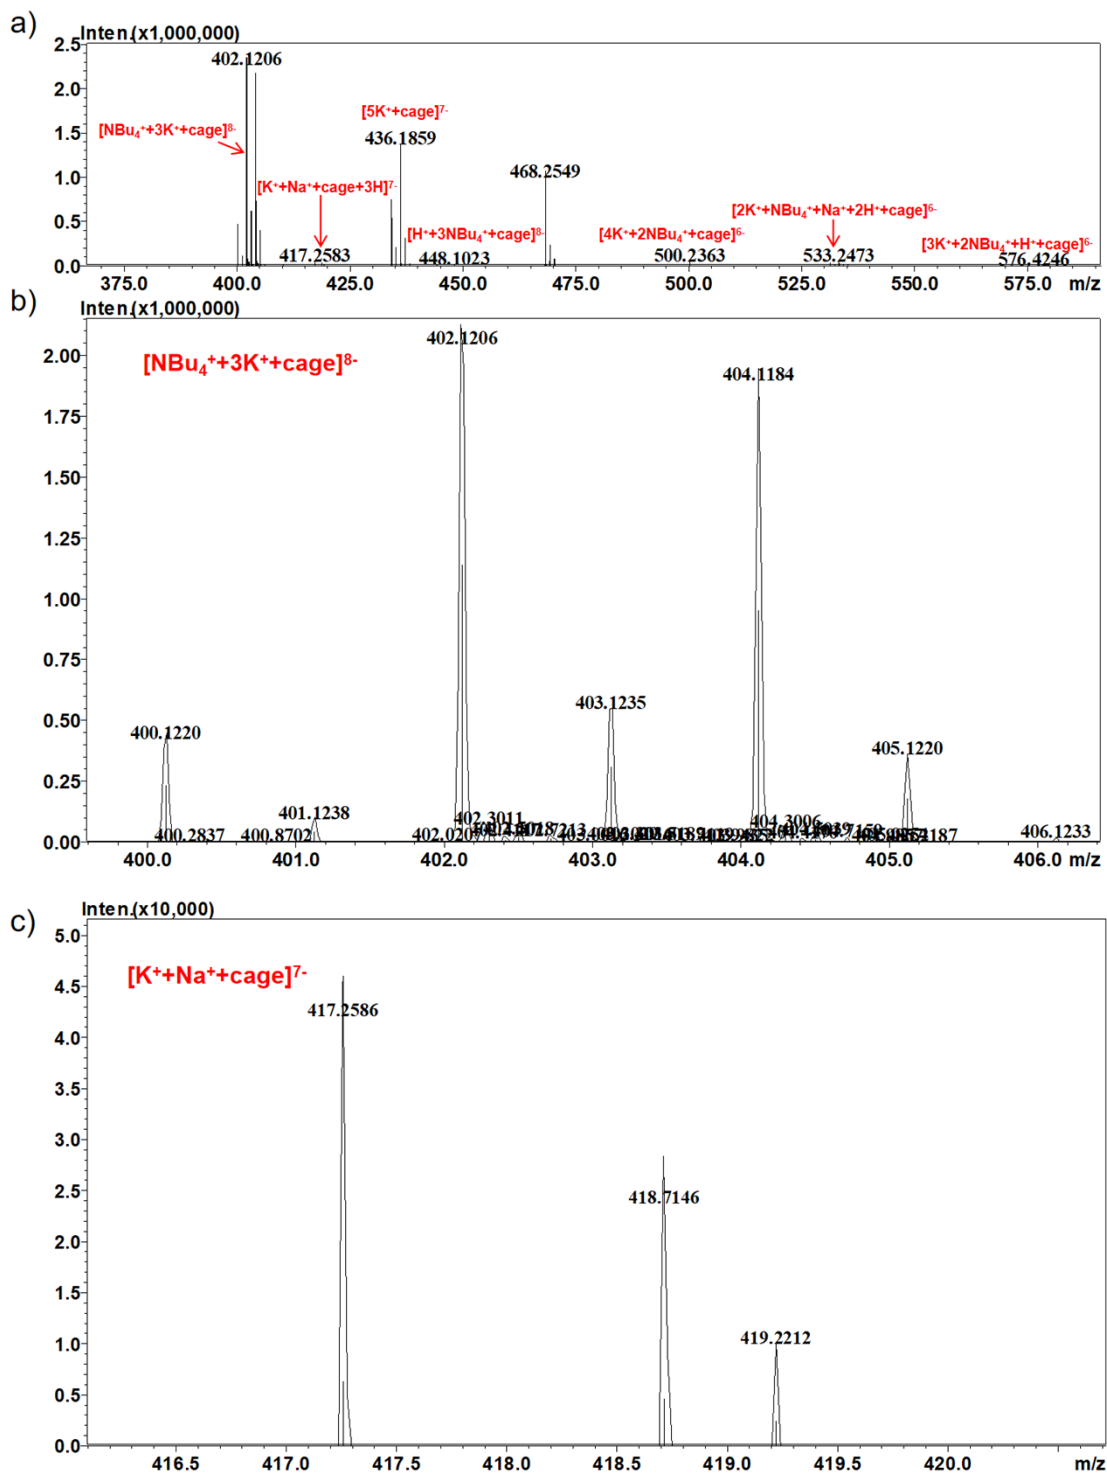 a)
Inten.(x1,000,000)
2.5
2.0
1.5
1.0
0.5
0.0
402.1206
[NBu₄⁺+3K⁺+cage]⁸⁻
[5K⁺+cage]⁷⁻
436.1859
[K⁺+Na⁺+cage+3H]⁷⁻
417.2583
468.2549
[H⁺+3NBu₄⁺+cage]⁸⁻
448.1023
[4K⁺+2NBu₄⁺+cage]⁶⁻
500.2363
[2K⁺+NBu₄⁺+Na⁺+2H⁺+cage]⁶⁻
533.2473
[3K⁺+2NBu₄⁺+H⁺+cage]⁶⁻
576.4246
375.0 400.0 425.0 450.0 475.0 500.0 525.0 550.0 575.0 m/z
b)
Inten.(x1,000,000)
[NBu₄⁺+3K⁺+cage]⁸⁻
2.00
1.75
1.50
1.25
1.00
0.75
0.50
0.25
0.00
402.1206
404.1184
403.1235
400.1220
405.1220
401.1238
402.3011
404.3006
400.2837
400.8702
402.0207
406.1233
400.0 401.0 402.0 403.0 404.0 405.0 406.0 m/z
c)
Inten.(x10,000)
[K⁺+Na⁺+cage]⁷⁻
5.0
4.5
4.0
3.5
3.0
2.5
2.0
1.5
1.0
0.5
0.0
417.2586
418.7146
419.2212
416.5 417.0 417.5 418.0 418.5 419.0 419.5 420.0 m/z